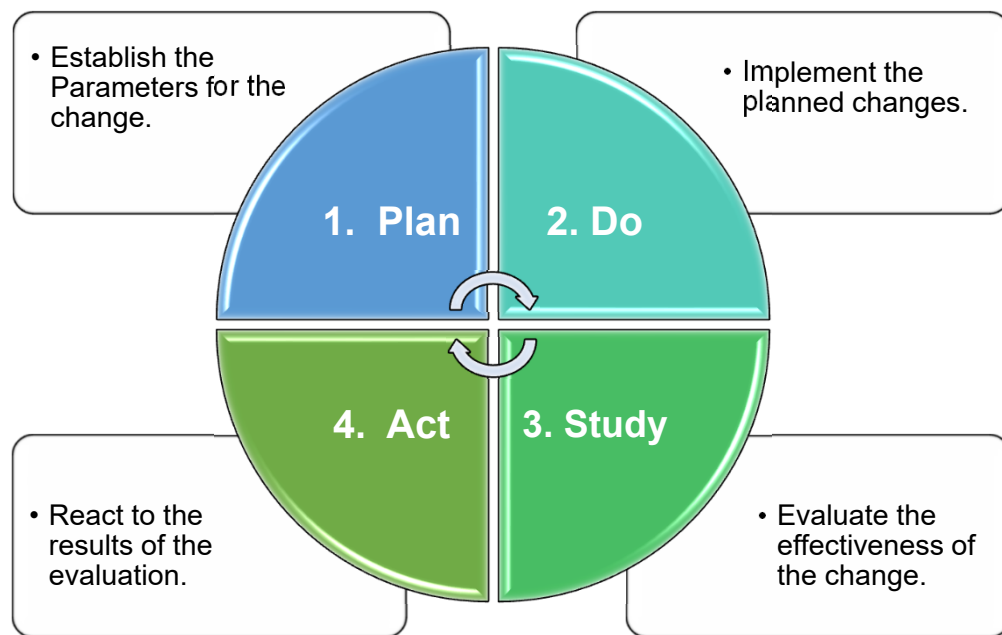 • Establish the
Parameters for the
change.
• Implement the
planned changes.
1. Plan
2. Do
4. Act
3. Study
• React to the
results of the
evaluation.
• Evaluate the
effectiveness of
the change.